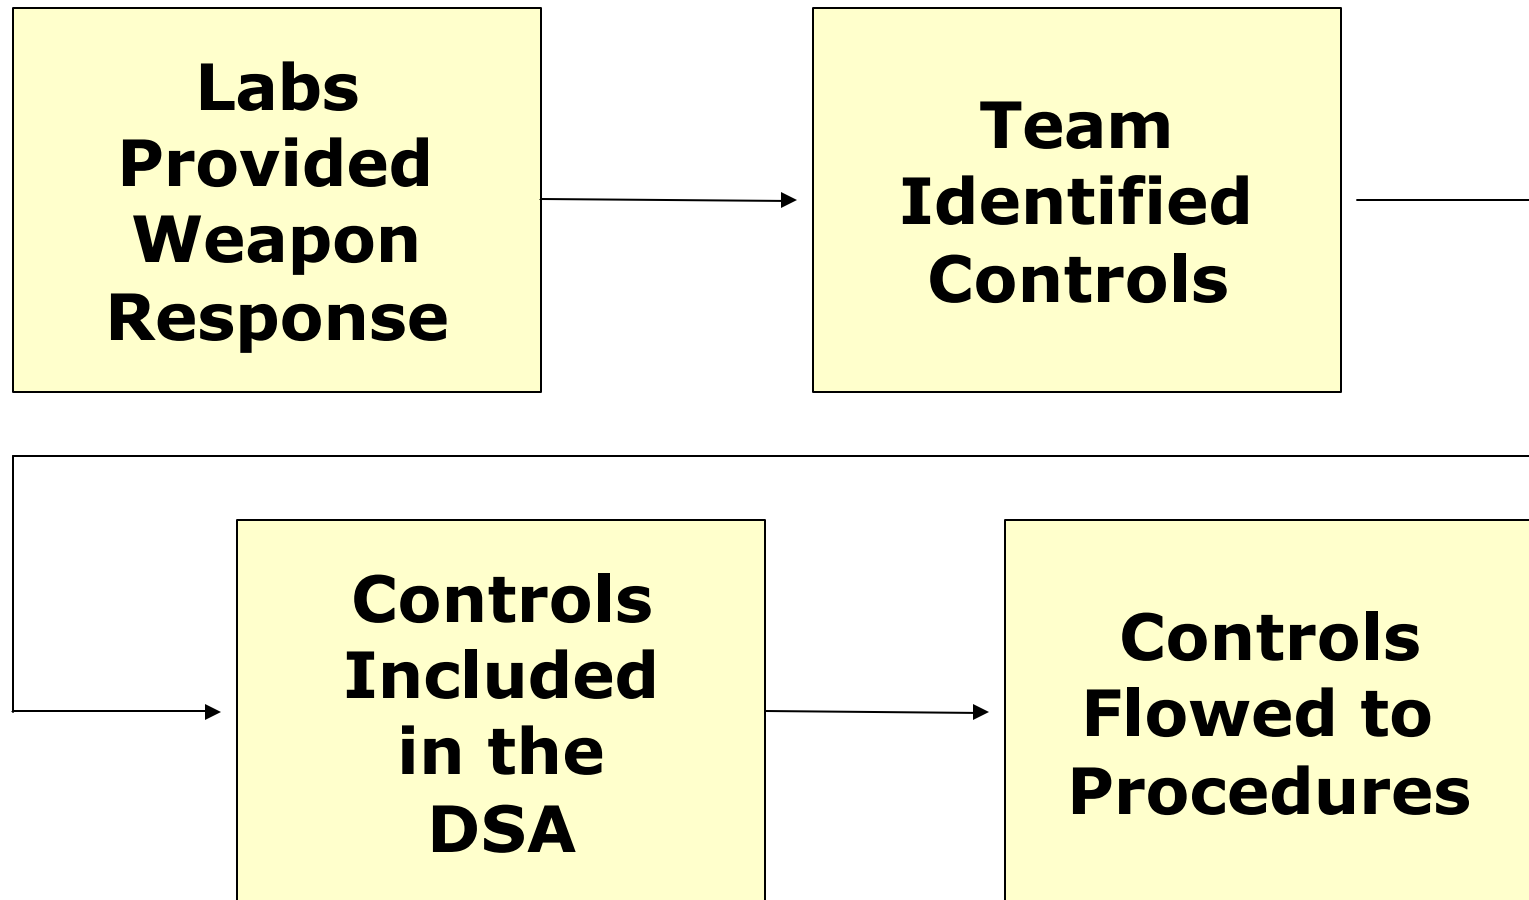 Labs
Provided
Weapon
Response
Team
Identified
Controls
Controls
Included
in the
DSA
Controls
Flowed to
Procedures